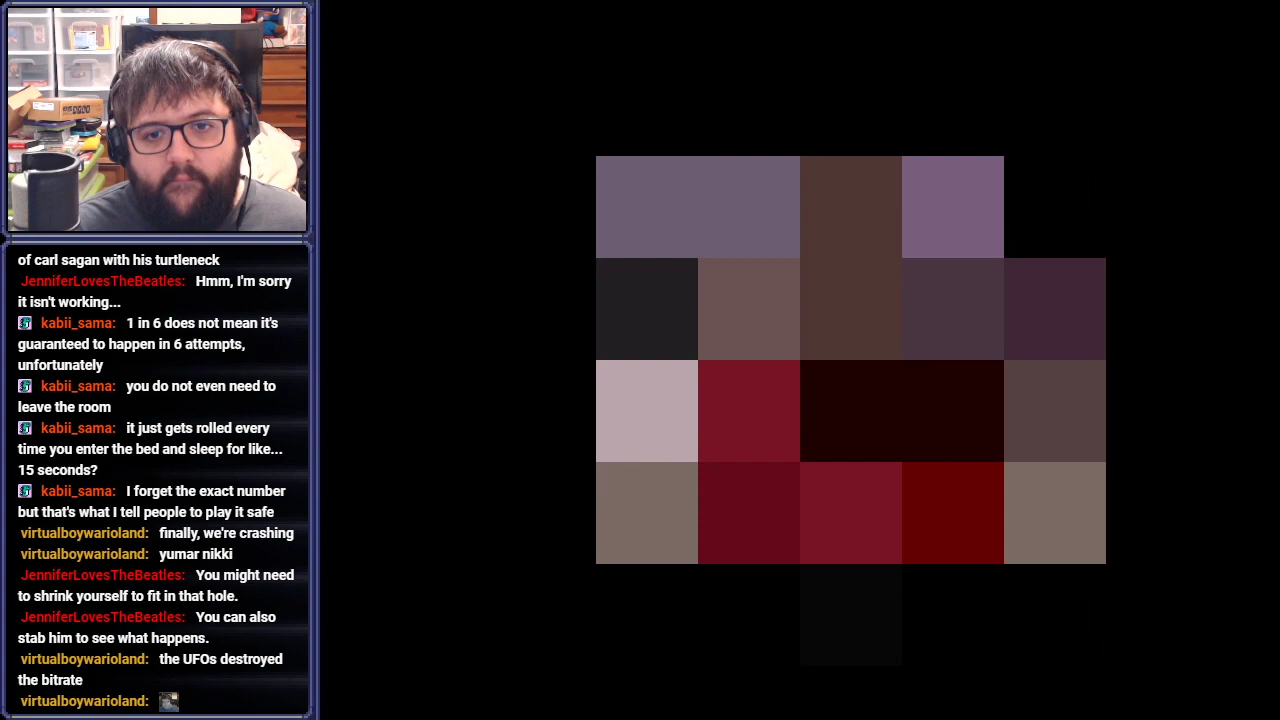 of carl sagan with his turtleneck
JenniferLovesTheBeatles: Hmm, I'm sorry
it isn't working...
kabii_sama: 1 in 6 does not mean it's
guaranteed to happen in 6 attempts,
unfortunately
kabii_sama: you do not even need to
leave the room
kabii_sama: it just gets rolled every
time you enter the bed and sleep for like...
15 seconds?
kabii_sama: I forget the exact number
but that's what I tell people to play it safe
virtualboywarioland: finally, we're crashing
virtualboywarioland: yumar nikki
JenniferLovesTheBeatles: You might need
to shrink yourself to fit in that hole.
JenniferLovesTheBeatles: You can also
stab him to see what happens.
virtualboywarioland: the UFOs destroyed
the bitrate
virtualboywarioland: